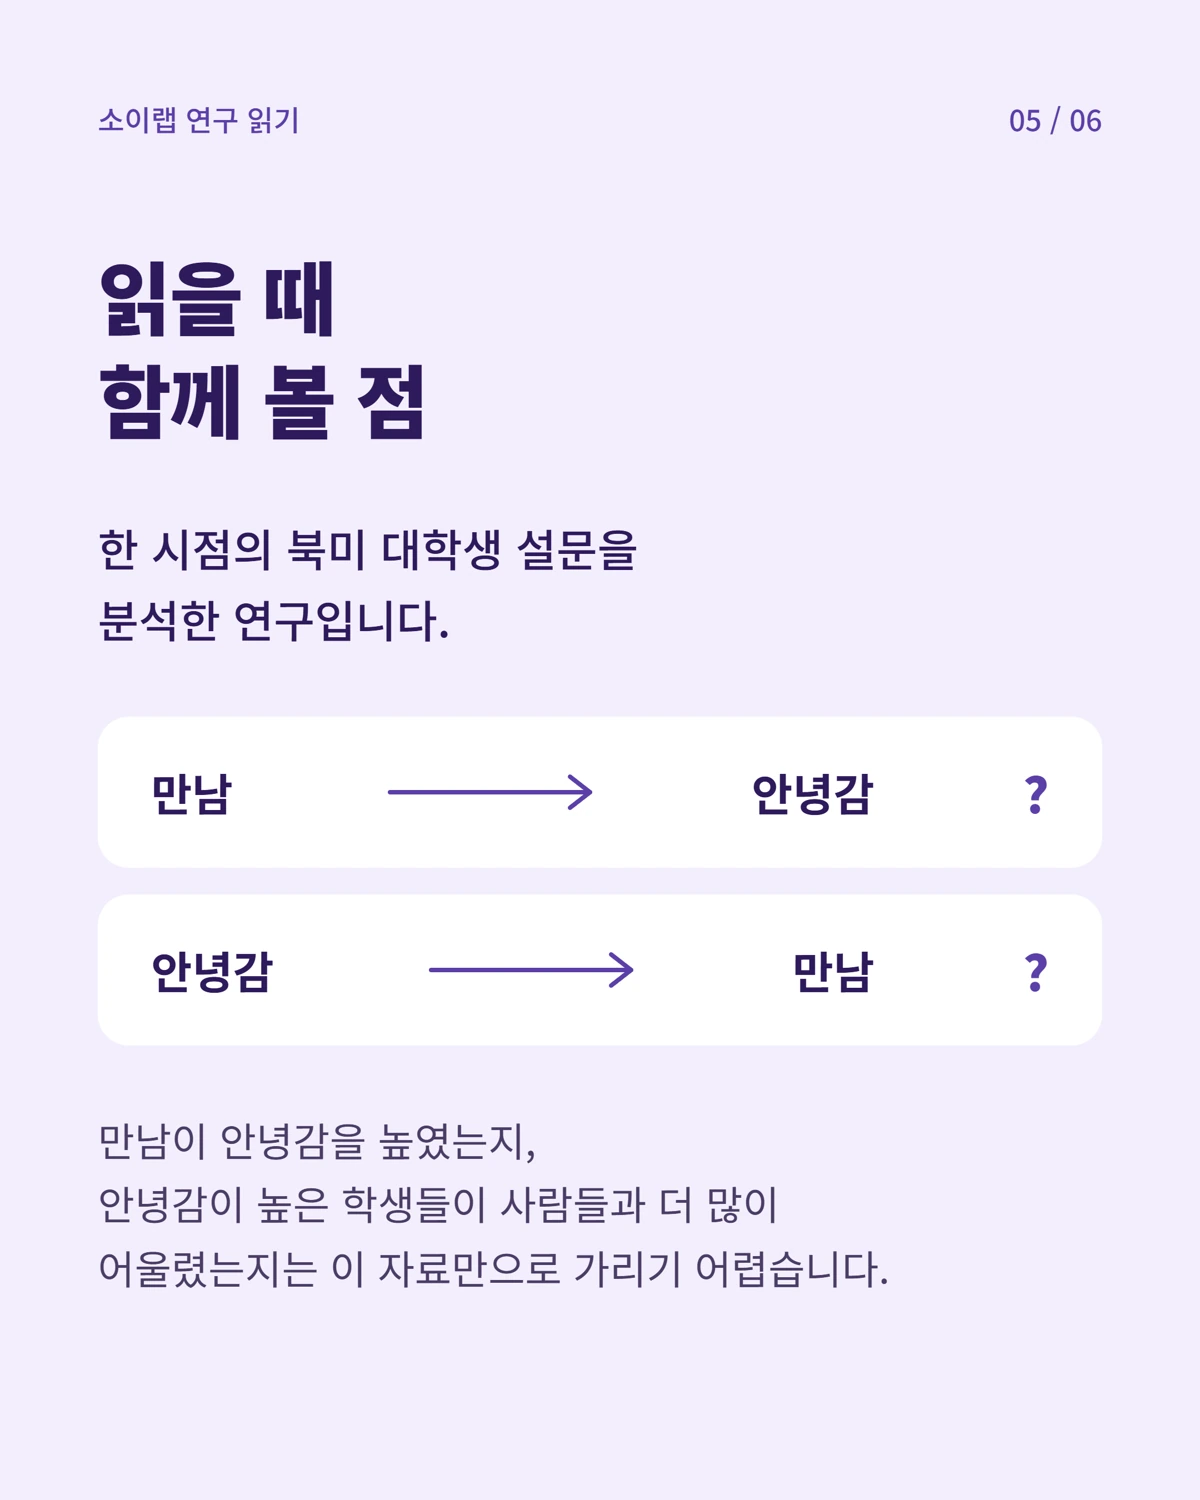 소이랩 연구 읽기
05 / 06
읽을 때
함께 볼 점
한 시점의 북미 대학생 설문을
분석한 연구입니다.
만남 → 안녕감 ?
안녕감 → 만남 ?
만남이 안녕감을 높였는지,
안녕감이 높은 학생들이 사람들과 더 많이
어울렸는지는 이 자료만으로 가리기 어렵습니다.